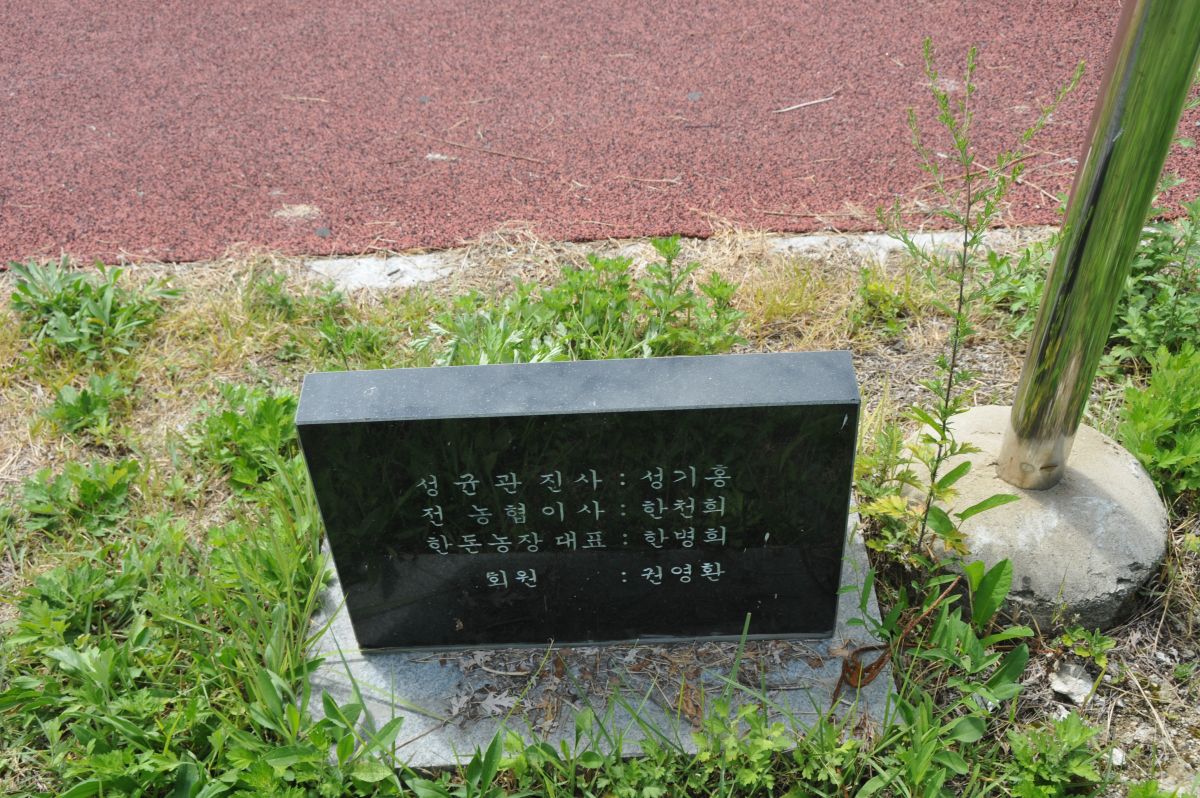 성균관진사 : 성기홍
전농협이사 : 한천희
한돈농장대표 : 한병희
회원 : 권영환